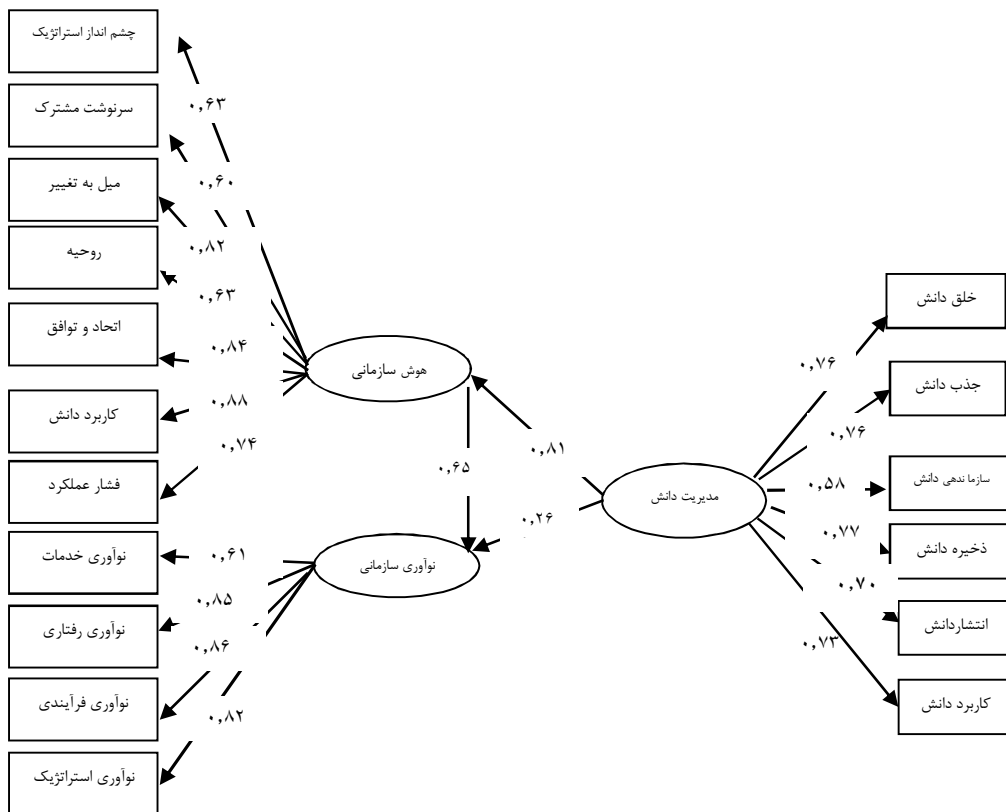 چشم انداز استراتژیک
سرنوشت مشترک
میل به تغییر
روحیه
اتحاد و توافق
کاربرد دانش
فشار عملکرد
نوآوری خدمات
نوآوری رفتاری
نوآوری فرآیندی
نوآوری استراتژیک
۰,۶۳
۰,۶۰
۰,۸۲
۰,۶۳
۰,۸۴
۰,۸۸
۰,۷۴
۰,۶۱
۰,۸۵
۰,۸۶
۰,۸۲
هوش سازمانی
نوآوری سازمانی
۰,۶۵
۰,۸۱
۰,۲۶
مدیریت دانش
۰,۷۶
۰,۷۶
۰,۵۸
۰,۷۷
۰,۷۰
۰,۷۳
خلق دانش
جذب دانش
سازما ندهی دانش
ذخیره دانش
انتشاردانش
کاربرد دانش